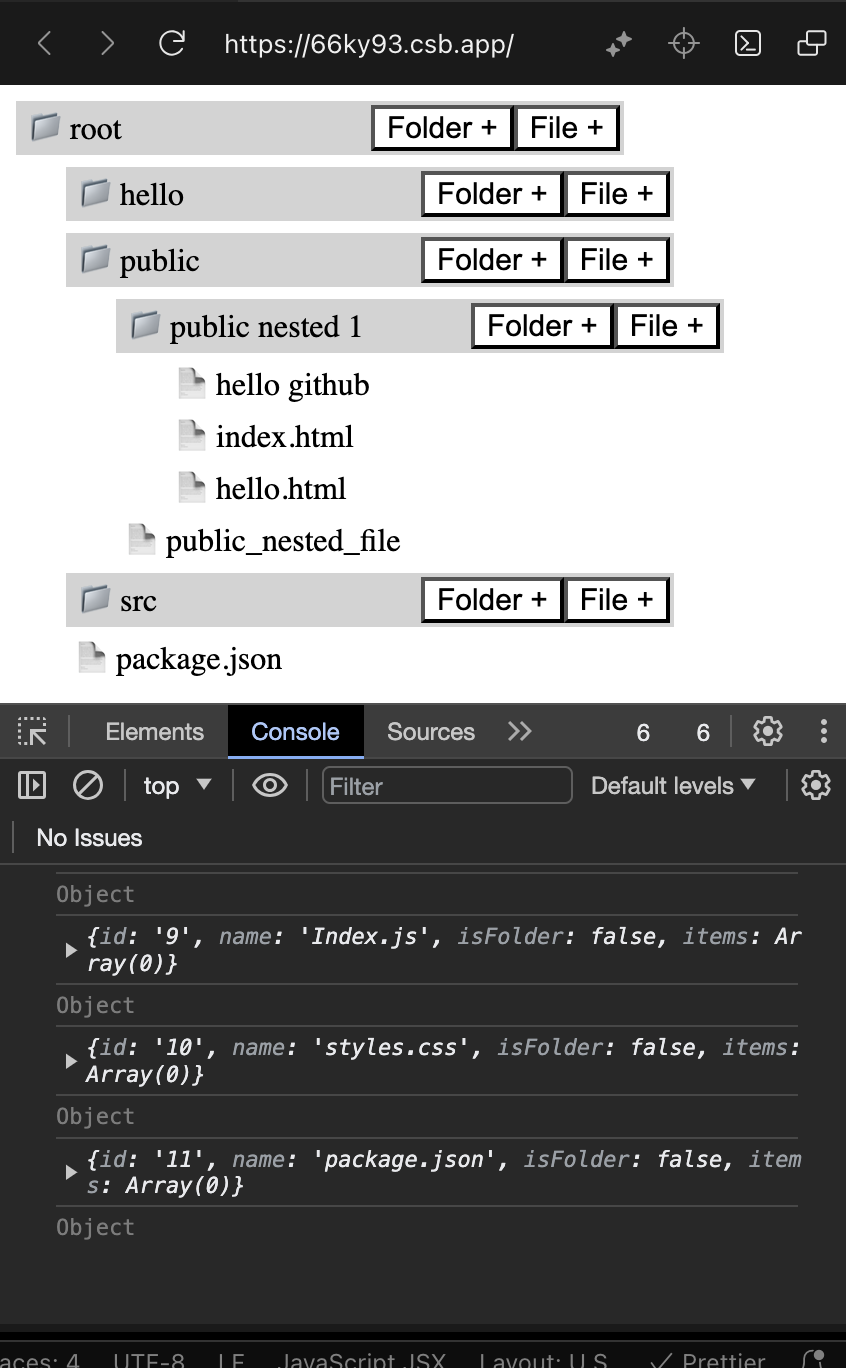 https://66ky93.csb.app/
root Folder + File +
hello Folder + File +
public Folder + File +
public nested 1 Folder + File +
hello github
index.html
hello.html
public_nested_file
src Folder + File +
package.json
Elements Console Sources 6 6
top Filter Default levels
No Issues
Object
{id: '9', name: 'Index.js', isFolder: false, items: Ar
ray(0)}
Object
{id: '10', name: 'styles.css', isFolder: false, items:
Array(0)}
Object
{id: '11', name: 'package.json', isFolder: false, item
s: Array(0)}
Object
aces: 4 UTF-8 LF JavaScript JSX Layout: U.S. Prettier